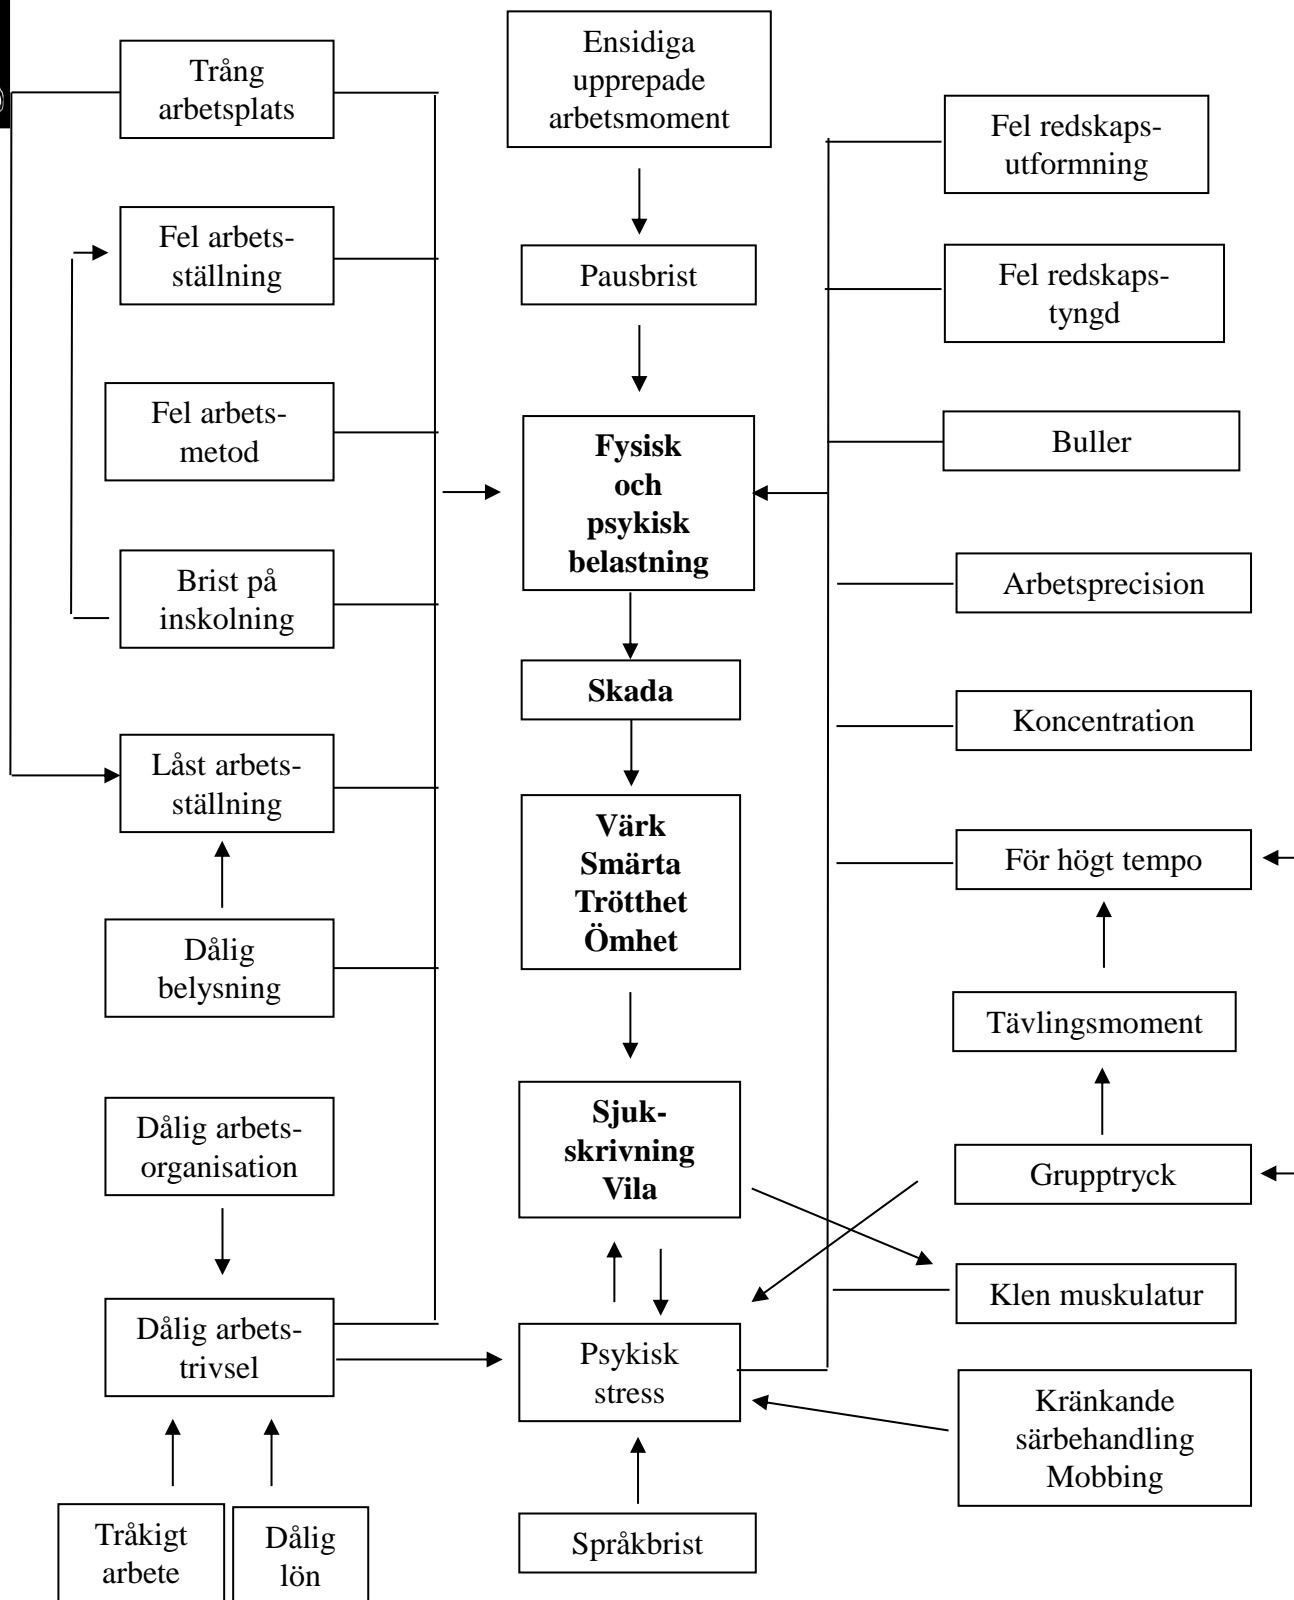 Trång
arbetsplats
Fel arbets-
ställning
Fel arbets-
metod
Brist på
inskolning
Låst arbets-
ställning
Dålig
belysning
Dålig arbets-
organisation
Dålig arbets-
trivsel
Tråkigt
arbete
Dålig
lön
Ensidiga
upprepade
arbetsmoment
Pausbrist
Fysisk
och
psykisk
belastning
Skada
Värk
Smärta
Trötthet
Ömhet
Sjuk-
skrivning
Vila
Psykisk
stress
Språkbrist
Fel redskaps-
utformning
Fel redskaps-
tyngd
Buller
Arbetsprecision
Koncentration
För högt tempo
Tävlingsmoment
Grupptryck
Klen muskulatur
Kränkande
särbehandling
Mobbing